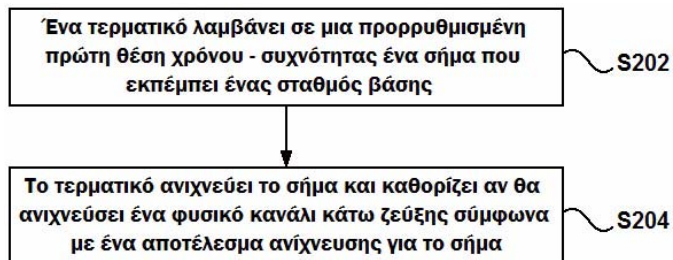 Ένα τερματικό λαμβάνει σε μια προρρυθμισμένη
πρώτη θέση χρόνου - συχνότητας ένα σήμα που
εκπέμπει ένας σταθμός βάσης
S202
Το τερματικό ανιχνεύει το σήμα και καθορίζει αν θα
ανιχνεύσει ένα φυσικό κανάλι κάτω ζεύξης σύμφωνα
με ένα αποτέλεσμα ανίχνευσης για το σήμα
S204